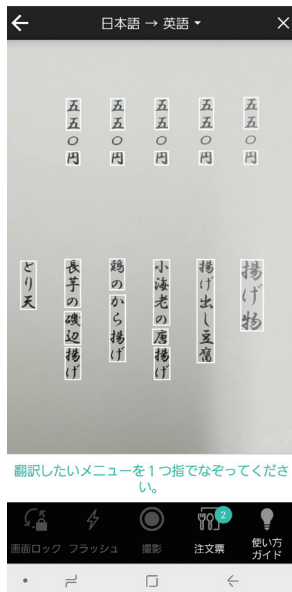 日本語 → 英語
五五〇円
揚げ物
五五〇円
揚げ出し豆腐
五五〇円
小海老の唐揚げ
五五〇円
鶏のから揚げ
五五〇円
長芋の磯辺揚げ
とり天
翻訳したいメニューを1つ指でなぞってくださ
い。
2
画面ロック フラッシュ 撮影 注文票 使い方
ガイド